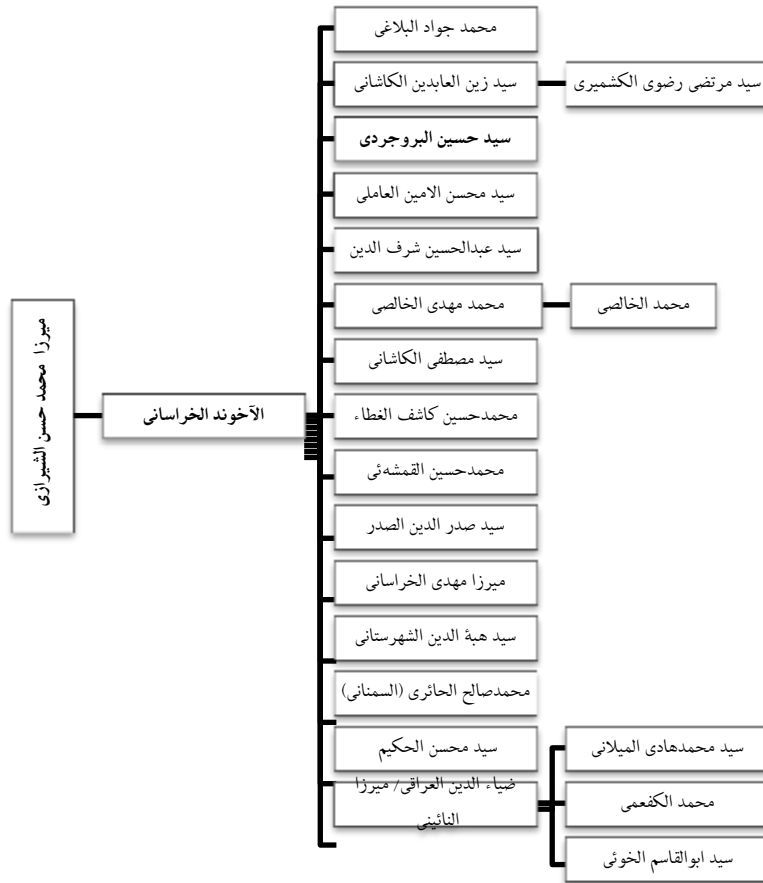 محمد جواد البلاغی
سید زین العابدین الکاشانی
سید مرتضی رضوی الکشمیری
سید حسین البروجردی
سید محسن الامین العاملی
سید عبدالحسین شرف الدین
میرزا محمد حسن الشیرازی
محمد مهدی الخالصی
محمد الخالصی
سید مصطفی الکاشانی
الآخوند الخراسانی
محمدحسین کاشف الغطاء
محمدحسین القمشه‌ئی
سید صدر الدین الصدر
میرزا مهدی الخراسانی
سید هبة الدین الشهرستانی
محمدصالح الحائری (السمنانی)
سید محسن الحکیم
ضیاء الدین العراقی/ میرزا
النائینی
سید محمدهادی المیلانی
محمد الکفعمی
سید ابوالقاسم الخوئی